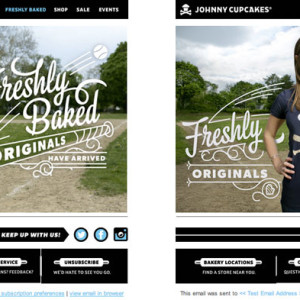 FRESHLY BAKED SHOP SALE EVENTS
Freshly
Baked
ORIGINALS
HAVE ARRIVED
KEEP UP WITH US!
UNSUBSCRIBE
WE'D HATE TO SEE YOU GO.
FEEDBACK?
subscription preferences | view email in browser
JOHNNY CUPCAKES®
Freshly
ORIGINALS
BAKERY LOCATIONS
FIND A STORE NEAR YOU.
This email was sent to << Test Email Address